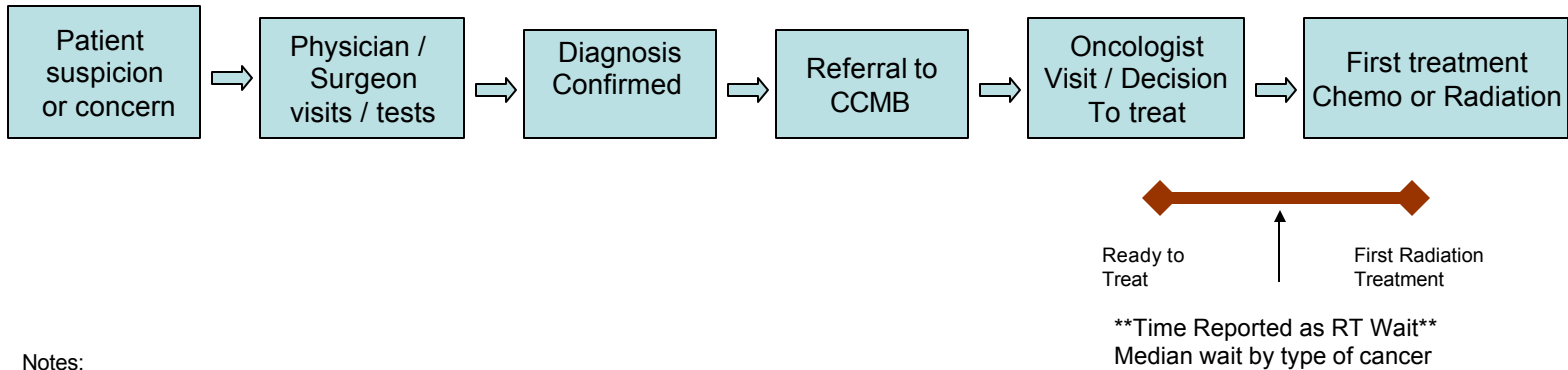 Patient
suspicion
or concern
Physician /
Surgeon
visits / tests
Diagnosis
Confirmed
Referral to
CCMB
Oncologist
Visit / Decision
To treat
First treatment
Chemo or Radiation
Ready to
Treat
First Radiation
Treatment
**Time Reported as RT Wait**
Median wait by type of cancer
Notes: